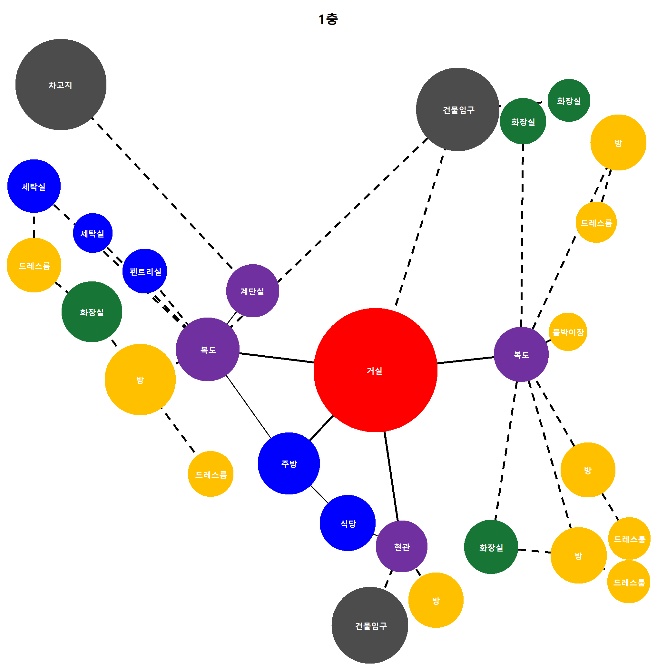 1층
차고지
건물입구
화장실
화장실
방
세탁실
드레스룸
세탁실
드레스룸
팬트리실
계단실
화장실
붙박이장
복도
복도
거실
방
주방
방
드레스룸
식당
현관
화장실
드레스룸
방
드레스룸
방
건물입구